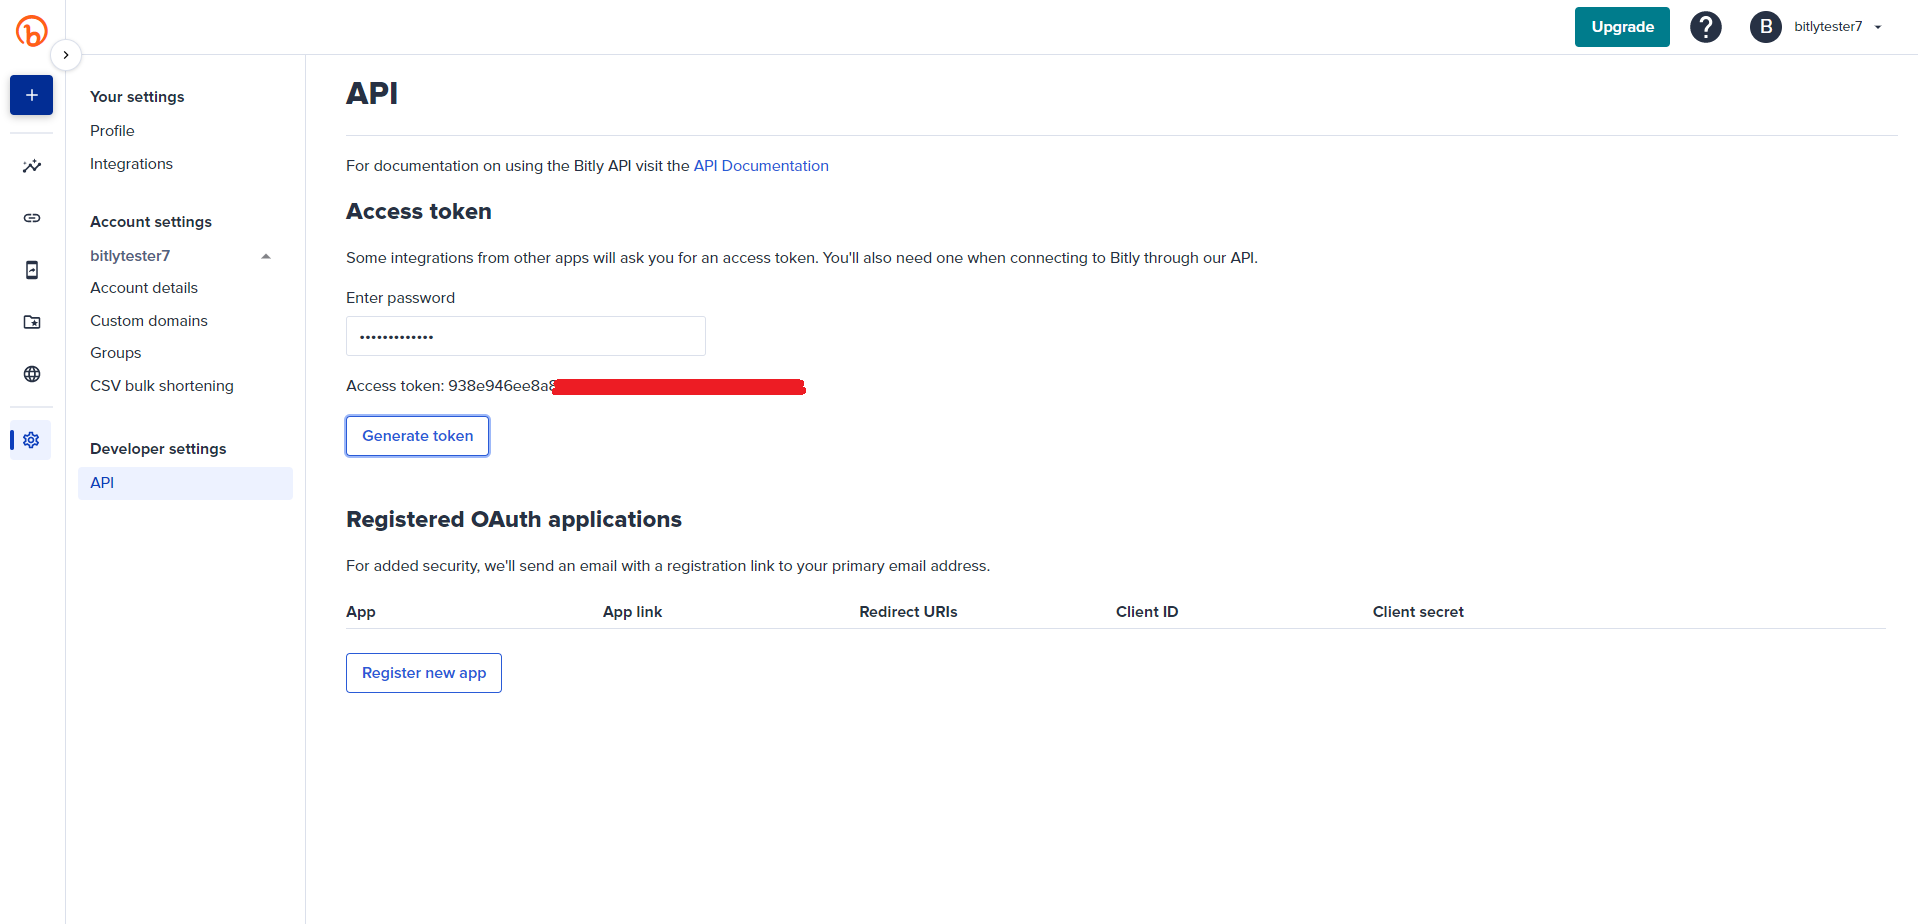 Upgrade
B
bitlytester7
Your settings
Profile
Integrations
Account settings
bitlytester7
Account details
Custom domains
Groups
CSV bulk shortening
Developer settings
API
API
For documentation on using the Bitly API visit the API Documentation
Access token
Some integrations from other apps will ask you for an access token. You'll also need one when connecting to Bitly through our API.
Enter password
•••••••••••••
Access token: 938e946ee8a8
Generate token
Registered OAuth applications
For added security, we'll send an email with a registration link to your primary email address.
App App link Redirect URIs Client ID Client secret
Register new app